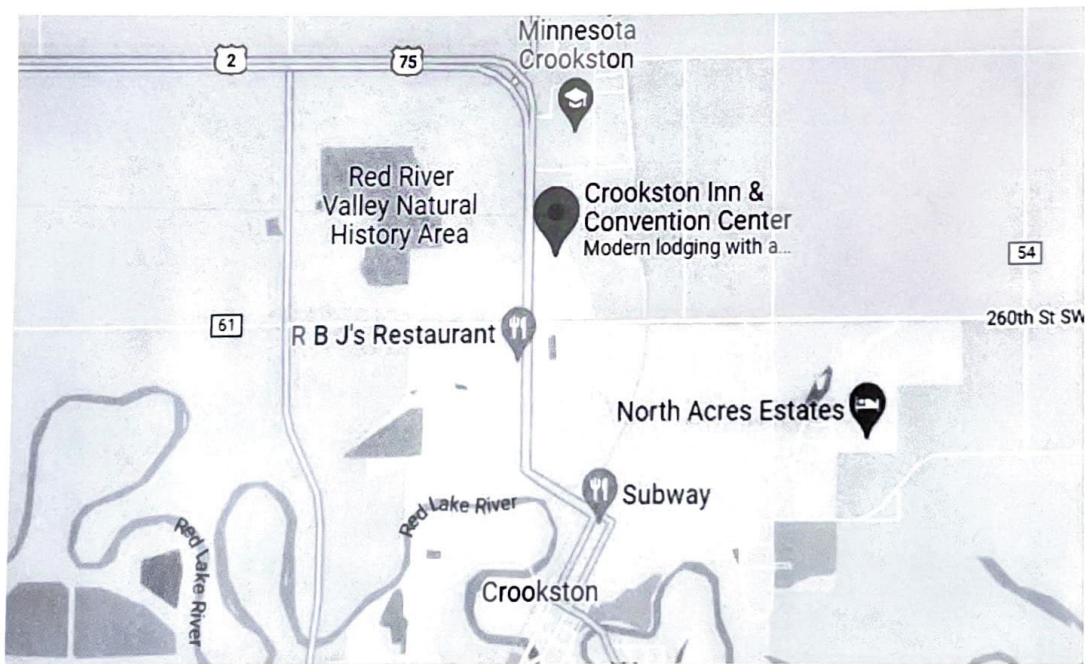 Minnesota
Crookston
2
75
Red River
Valley Natural
History Area
Crookston Inn &
Convention Center
Modern lodging with a...
54
61
R B J's Restaurant
260th St SW
North Acres Estates
Subway
Red Lake River
Red Lake River
Crookston